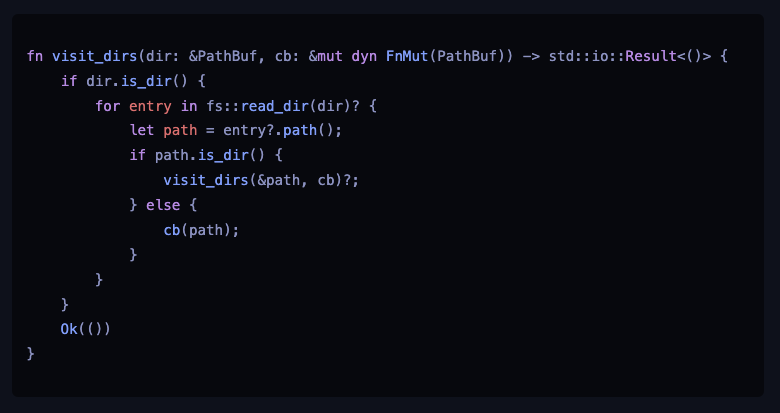 fn visit_dirs(dir: &PathBuf, cb: &mut dyn FnMut(PathBuf)) -> std::io::Result<()> {
    if dir.is_dir() {
        for entry in fs::read_dir(dir)? {
            let path = entry?.path();
            if path.is_dir() {
                visit_dirs(&path, cb)?;
            } else {
                cb(path);
            }
        }
    }
    Ok(())
}